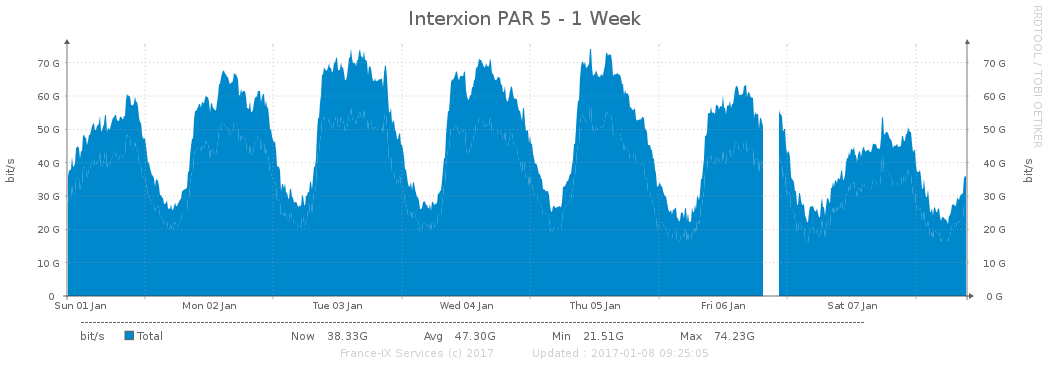 Interxion PAR 5 - 1 Week
RRDTOOL / TOBI OETIKER
bit/s
bit/s
70 G 70 G
60 G 60 G
50 G 50 G
40 G 40 G
30 G 30 G
20 G 20 G
10 G 10 G
0 0 G
Sun 01 Jan Mon 02 Jan Tue 03 Jan Wed 04 Jan Thu 05 Jan Fri 06 Jan Sat 07 Jan
bit/s Total Now 38.33G Avg 47.30G Min 21.51G Max 74.23G
France-IX Services (c) 2017 Updated : 2017-01-08 09:25:05